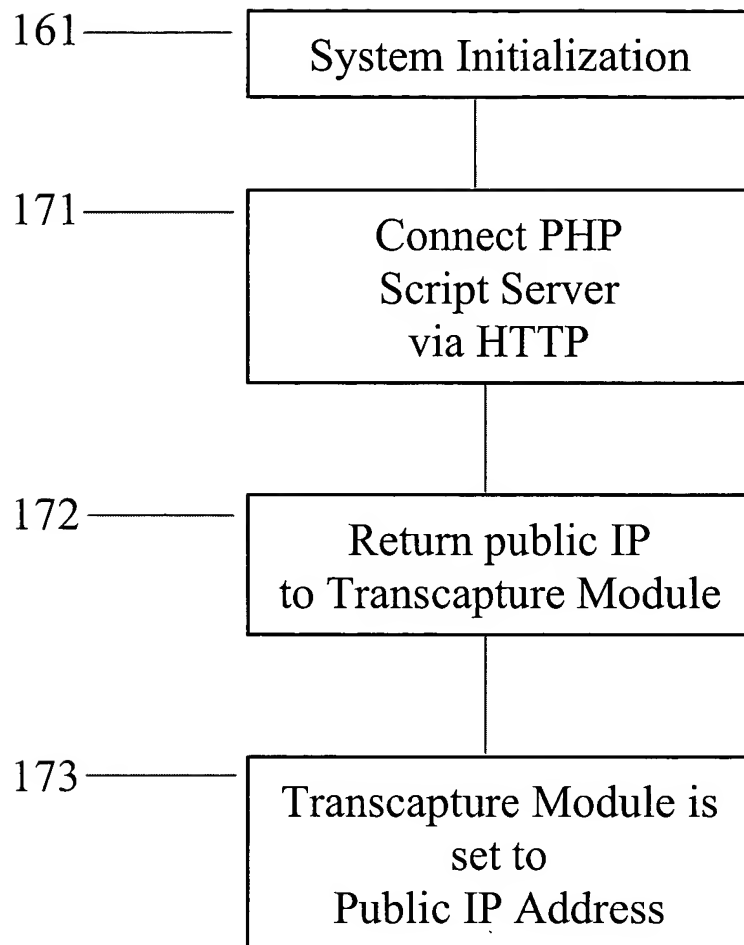 161
System Initialization
171
Connect PHP
Script Server
via HTTP
172
Return public IP
to Transcapture Module
173
Transcapture Module is
set to
Public IP Address